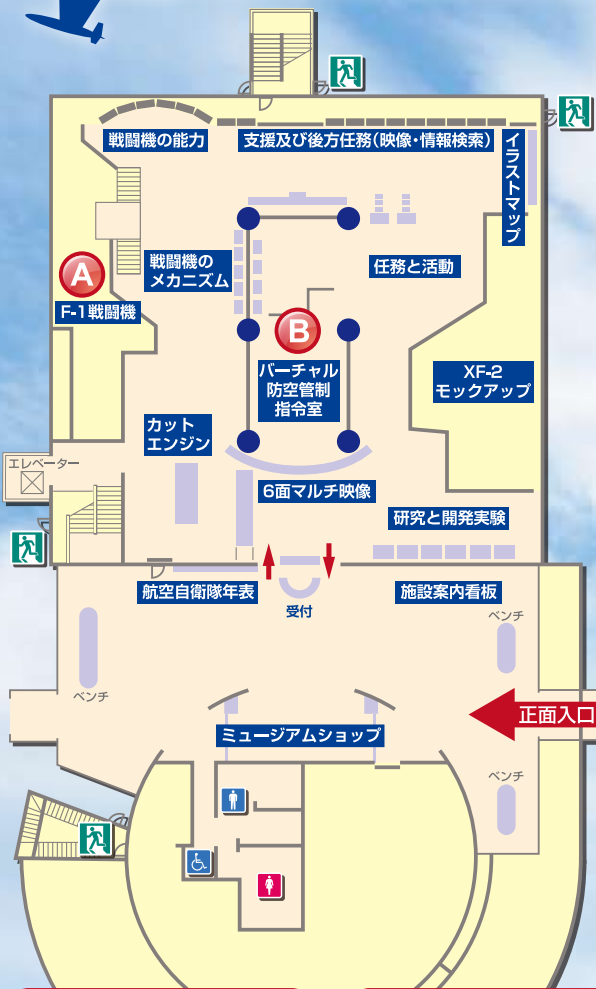 戦闘機の能力
支援及び後方任務(映像・情報検索)
イラストマップ
戦闘機の
メカニズム
任務と活動
A
F-1戦闘機
B
バーチャル
防空管制
指令室
XF-2
モックアップ
カット
エンジン
エレベーター
6面マルチ映像
研究と開発実験
航空自衛隊年表
受付
施設案内看板
ベンチ
ベンチ
正面入口
ミュージアムショップ
ベンチ